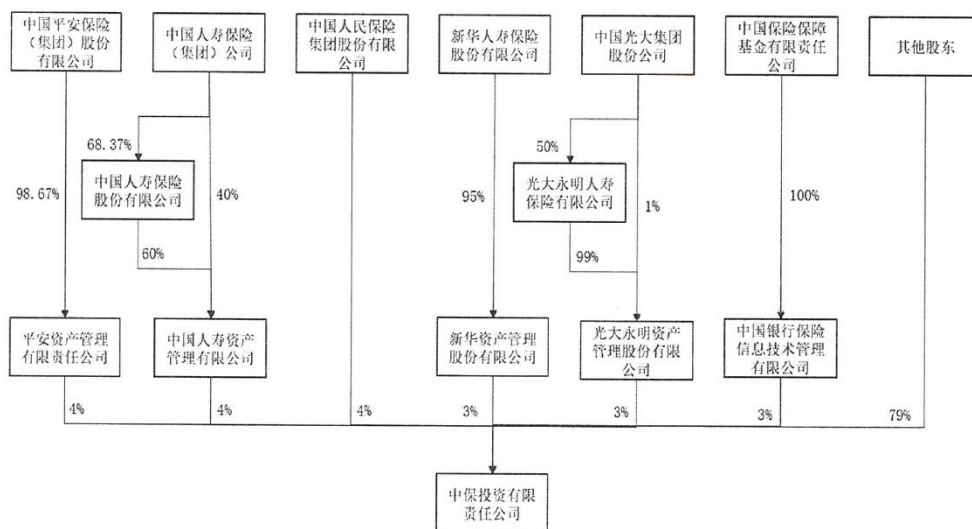 中国平安保险
（集团）股份
有限公司
中国人寿保险
（集团）公司
中国人民保险
集团股份有限
公司
新华人寿保险
股份有限公司
中国光大集团
股份公司
中国保险保障
基金有限责任
公司
其他股东
68.37%
50%
中国人寿保险
股份有限公司
光大永明人寿
保险有限公司
98.67%
40%
95%
1%
100%
60%
99%
平安资产管理
有限责任公司
中国人寿资产
管理有限公司
新华资产管理
股份有限公司
光大永明资产
管理股份有限
公司
中国银行保险
信息技术管理
有限公司
4%
4%
4%
3%
3%
3%
79%
中保投资有限
责任公司